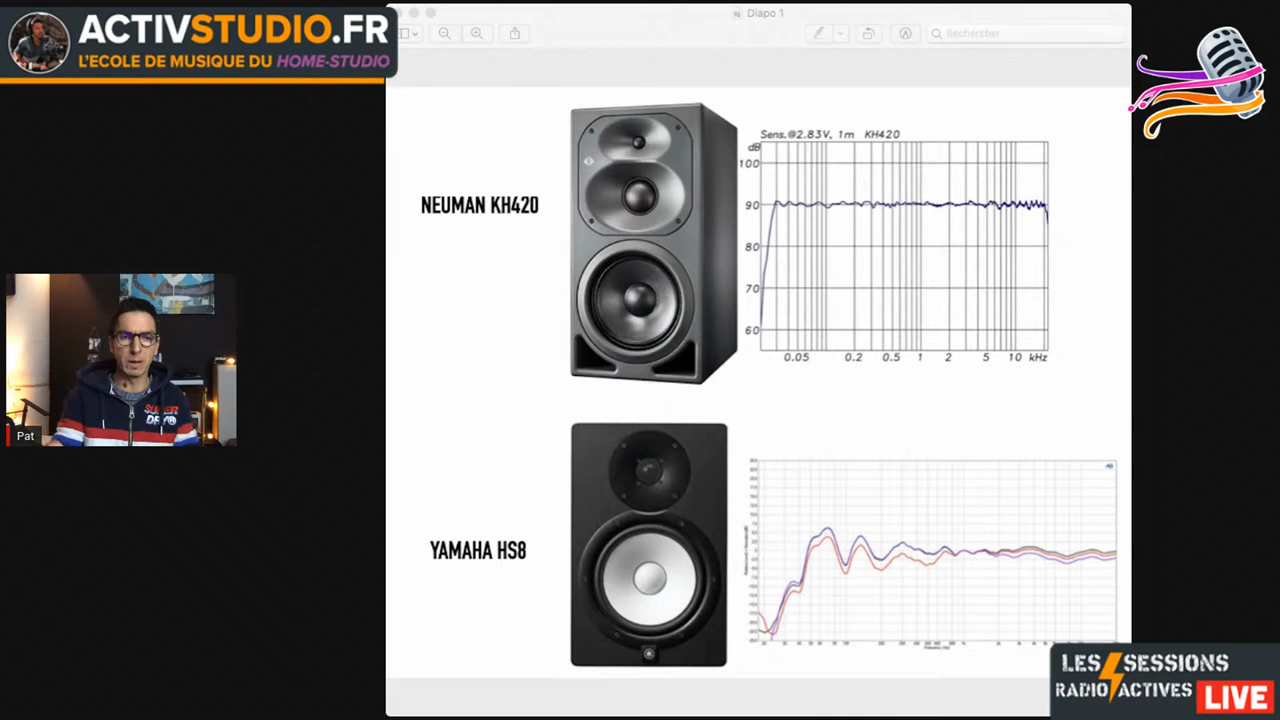 ACTIVSTUDIO.FR
L'ECOLE DE MUSIQUE DU HOME-STUDIO
Diapo 1
Rechercher
Sens.@2.83V, 1m KH420
dB
100
90
80
70
60
0.05 0.2 0.5 1 2 5 10 kHz
NEUMAN KH420
SUPER
DRY
Pat
YAMAHA HS8
LES SESSIONS
RADIO ACTIVES
LIVE